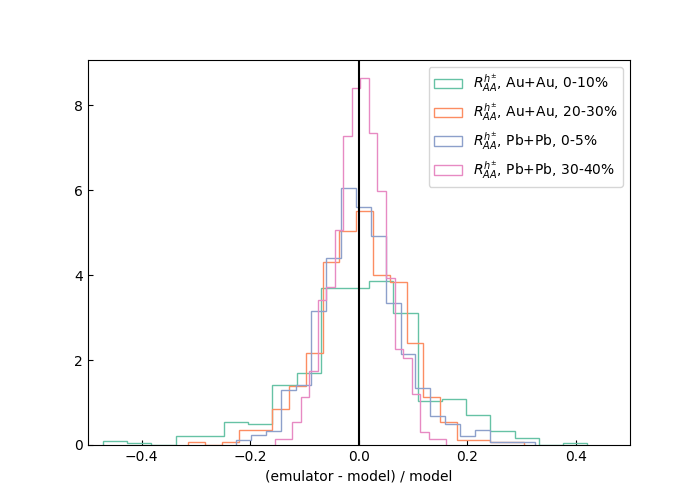 8
6
4
2
0
−0.4
−0.2
0.0
0.2
0.4
(emulator - model) / model
$R_{AA}^{h^{\pm}}$, Au+Au, 0-10%
$R_{AA}^{h^{\pm}}$, Au+Au, 20-30%
$R_{AA}^{h^{\pm}}$, Pb+Pb, 0-5%
$R_{AA}^{h^{\pm}}$, Pb+Pb, 30-40%